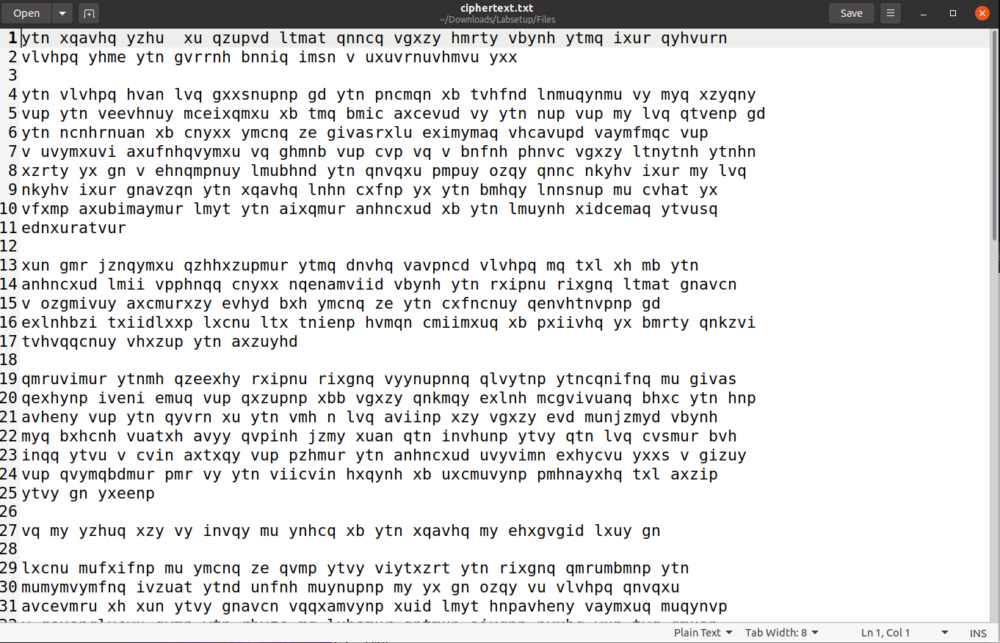 Open
ciphertext.txt
~/Downloads/Labsetup/Files
Save
1 ytn xqavhq yzhu  xu qzupvd ltmat qnncq vgxzy hmrty vbynh ytmq ixur qyhvurn
2 vlvhpq yhme ytn gvrrnh bnniq imsn v uxuvrnuvhmvu yxx
3
4 ytn vlvhpq hvan lvq gxxsnupnp gd ytn pncmqn xb tvhfnd lnmuqynmu vy myq xzyqny
5 vup ytn veevhnuy mceixqmxu xb tmq bmic axcevud vy ytn nup vup my lvq qtvenp gd
6 ytn ncnhrnuan xb cnyxx ymcnq ze givasrxlu eximymaq vhcavupd vaymfmqc vup
7 v uvymxuvi axufnhqvymxu vq ghmnb vup cvp vq v bnfnh phnvc vgxzy ltnytnh ytnhn
8 xzrty yx gn v ehnqmpnuy lmubhnd ytn qnvqxu pmpuy ozqy qnnc nkyhv ixur my lvq
9 nkyhv ixur gnavzqn ytn xqavhq lnhn cxfnp yx ytn bmhqy lnnsnup mu cvhat yx
10 vfxmp axubimaymur lmyt ytn aixqmur anhncxud xb ytn lmuynh xidcemaq ytvusq
11 ednxuratvur
12
13 xun gmr jznqymxu qzhhxzupmur ytmq dnvhq vavpncd vlvhpq mq txl xh mb ytn
14 anhncxud lmii vpphnqq cnyxx nqenamviid vbynh ytn rxipnu rixgnq ltmat gnavcn
15 v ozgmivuy axcmurxzy evhyd bxh ymcnq ze ytn cxfncnuy qenvhtnvpnp gd
16 exlnhbzi txiidlxxp lxcnu ltx tnienp hvmqn cmiimxuq xb pxiivhq yx bmrty qnkzvi
17 tvhvqqcnuy vhxzup ytn axzuyhd
18
19 qmruvimur ytnmh qzeexhy rxipnu rixgnq vyynupnnq qlvytnp ytncqnifnq mu givas
20 qexhynp iveni emuq vup qxzupnp xbb vgxzy qnkmqy exlnh mcgvivuanq bhxc ytn hnp
21 avheny vup ytn qyvrn xu ytn vmh n lvq aviinp xzy vgxzy evd munjzmyd vbynh
22 myq bxhcnh vuatxh avyy qvpinh jzmy xuan qtn invhunp ytvy qtn lvq cvsmur bvh
23 inqq ytvu v cvin axtxqy vup pzhmur ytn anhncxud uvyvimn exhycvu yxxs v gizuy
24 vup qvymqbdmur pmr vy ytn viicvin hxqynh xb uxcmuvynp pmhnayxhq txl axzip
25 ytvy gn yxeenp
26
27 vq my yzhuq xzy vy invqy mu ynhcq xb ytn xqavhq my ehxgvgid lxuy gn
28
29 lxcnu mufxifnp mu ymcnq ze qvmp ytvy viytxzrt ytn rixgnq qmrumbmnp ytn
30 mumymvymfnq ivzuat ytnd unfnh muynupnp my yx gn ozqy vu vlvhpq qnvqxu
31 avcevmru xh xun ytvy gnavcn vqqxamvynp xuid lmyt hnpavheny vaymxuq muqynvp
Plain Text
Tab Width: 8
Ln 1, Col 1
INS